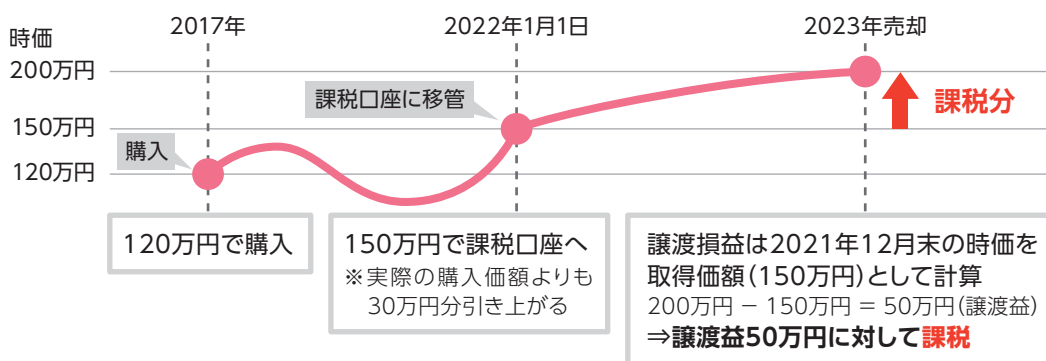 2017年
2022年1月1日
2023年売却
時価
200万円
150万円
120万円
課税口座に移管
購入
課税分
120万円で購入
150万円で課税口座へ
※実際の購入価額よりも
30万円分引き上がる
譲渡損益は2021年12月末の時価を
取得価額（150万円）として計算
200万円 − 150万円 = 50万円（譲渡益）
⇒譲渡益50万円に対して課税